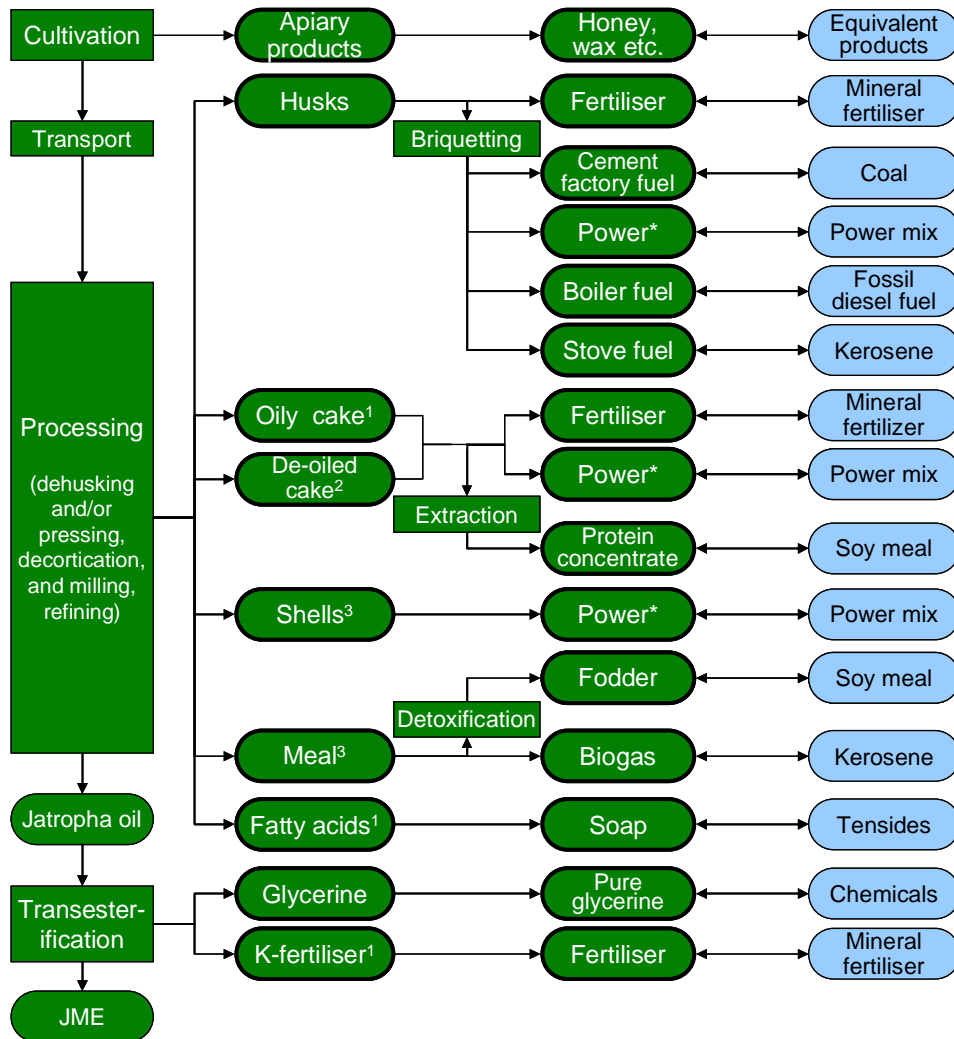 Cultivation
Apiary
products
Honey,
wax etc.
Equivalent
products
Husks
Fertiliser
Mineral
fertiliser
Transport
Briquetting
Cement
factory fuel
Coal
Power*
Power mix
Boiler fuel
Fossil
diesel fuel
Stove fuel
Kerosene
Processing
(dehusking
and/or
pressing,
decortication,
and milling,
refining)
Oily cake¹
Fertiliser
Mineral
fertilizer
De-oiled
cake²
Power*
Power mix
Extraction
Protein
concentrate
Soy meal
Shells³
Power*
Power mix
Fodder
Soy meal
Detoxification
Meal³
Biogas
Kerosene
Jatropha oil
Fatty acids¹
Soap
Tensides
Transester-
ification
Glycerine
Pure
glycerine
Chemicals
K-fertiliser¹
Fertiliser
Mineral
fertiliser
JME